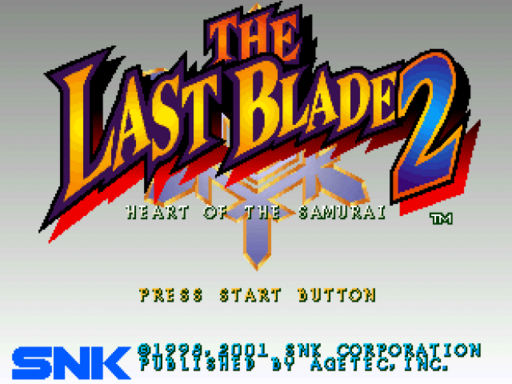 THE
LAST BLADE 2
HEART OF THE SAMURAI
TM
PRESS START BUTTON
SNK
©1998,2001 SNK CORPORATION
PUBLISHED BY AGETEC,INC.